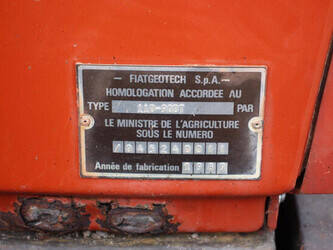 FIATGEOTECH S.p.A.
HOMOLOGATION ACCORDEE AU
TYPE PAR
LE MINISTRE DE L'AGRICULTURE
SOUS LE NUMERO
Année de fabrication